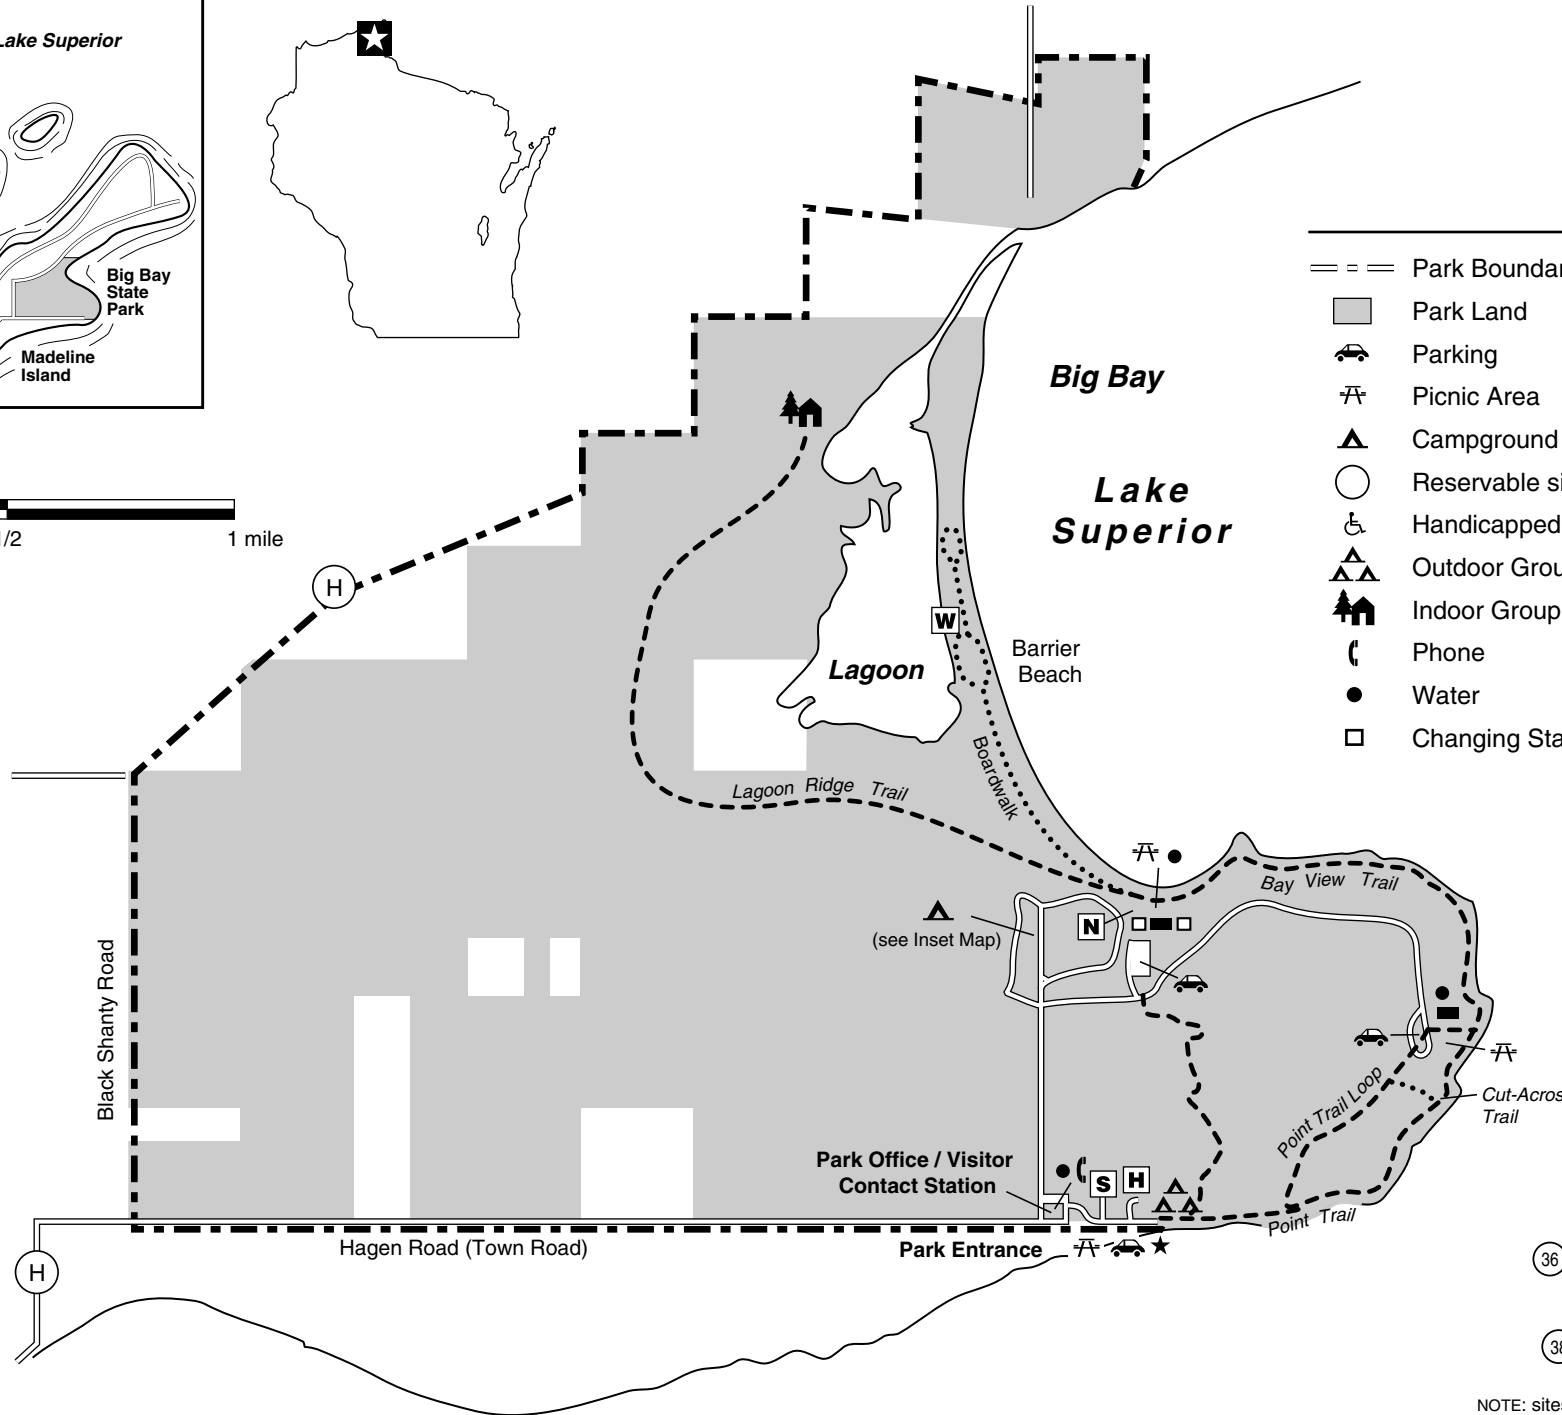 Lake Superior
Big Bay
State
Park
Madeline
Island
1/2
1 mile
H
Big Bay
Lake
Superior
Park Boundar
Park Land
Parking
Picnic Area
Campground
Reservable si
Handicapped
Outdoor Grou
Indoor Group
Phone
Water
Changing Sta
W
Lagoon
Barrier
Beach
Boardwalk
Lagoon Ridge Trail
Bay View Trail
N
(see Inset Map)
Black Shanty Road
Point Trail Loop
Cut-Acros
Trail
Park Office / Visitor
Contact Station
S
H
Point Trail
Hagen Road (Town Road)
Park Entrance
H
36
38
NOTE: sites